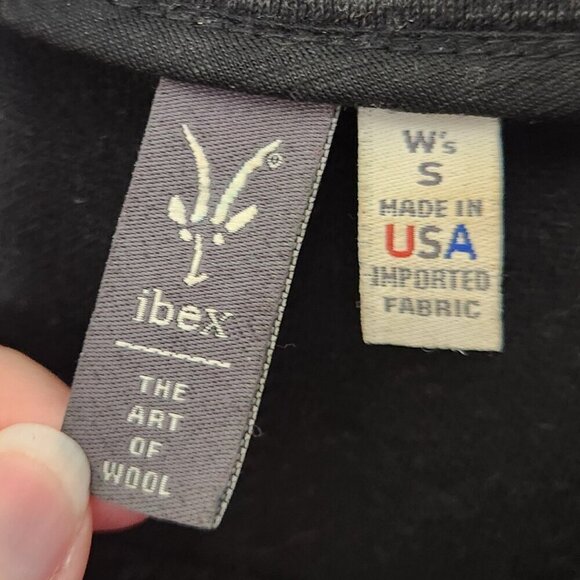 ibex
THE
ART
OF
WOOL
W's
S
MADE IN
USA
IMPORTED
FABRIC